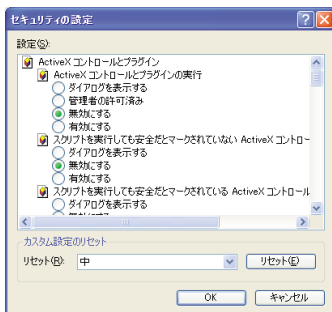 セキュリティの設定
設定(S):
ActiveX コントロールとプラグイン
ActiveX コントロールとプラグインの実行
ダイアログを表示する
管理者の許可済み
無効にする
有効にする
スクリプトを実行しても安全だとマークされていない ActiveX コントロー
ダイアログを表示する
無効にする
有効にする
スクリプトを実行しても安全だとマークされている ActiveX コントロール
ダイアログを表示する
カスタム設定のリセット
リセット(R): 中 リセット(E)
OK キャンセル